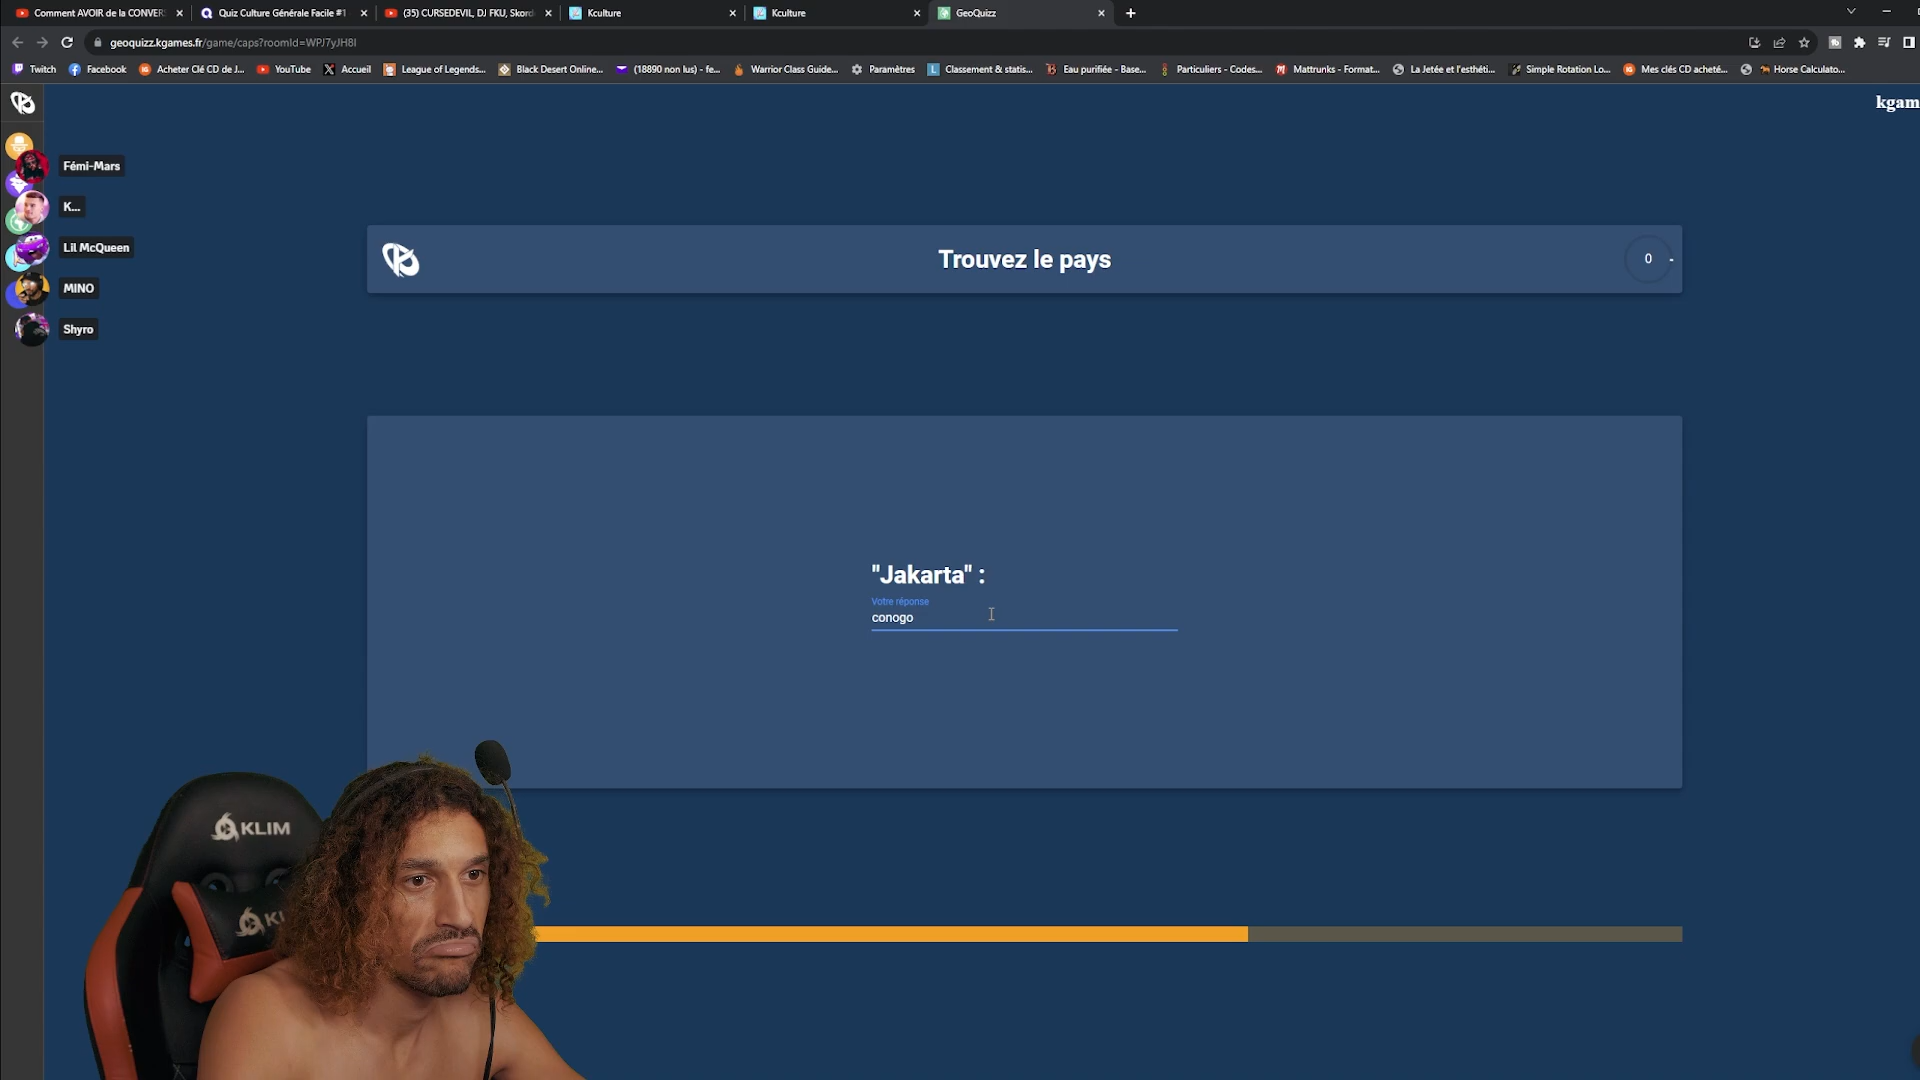 Comment AVOIR de la CONVER
Quiz Culture Générale Facile #1
(35) CURSEDEVIL, DJ FKU, Skord
Kculture
Kculture
GeoQuizz
geoquizz.kgames.fr/game/caps?roomId=WPJ7yJH8I
Twitch
Facebook
Acheter Clé CD de J...
YouTube
Accueil
League of Legends...
Black Desert Online...
(18890 non lus) - fe...
Warrior Class Guide...
Paramètres
Classement & statis...
Eau purifiée - Base...
Particuliers - Codes...
Mattrunks - Format...
La Jetée et l'esthéti...
Simple Rotation Lo...
Mes clés CD acheté...
Horse Calculato...
kgam
Fémi-Mars
K...
Lil McQueen
MINO
Shyro
Trouvez le pays
0 -
"Jakarta" :
Votre réponse
conogo
KLIM
KLI